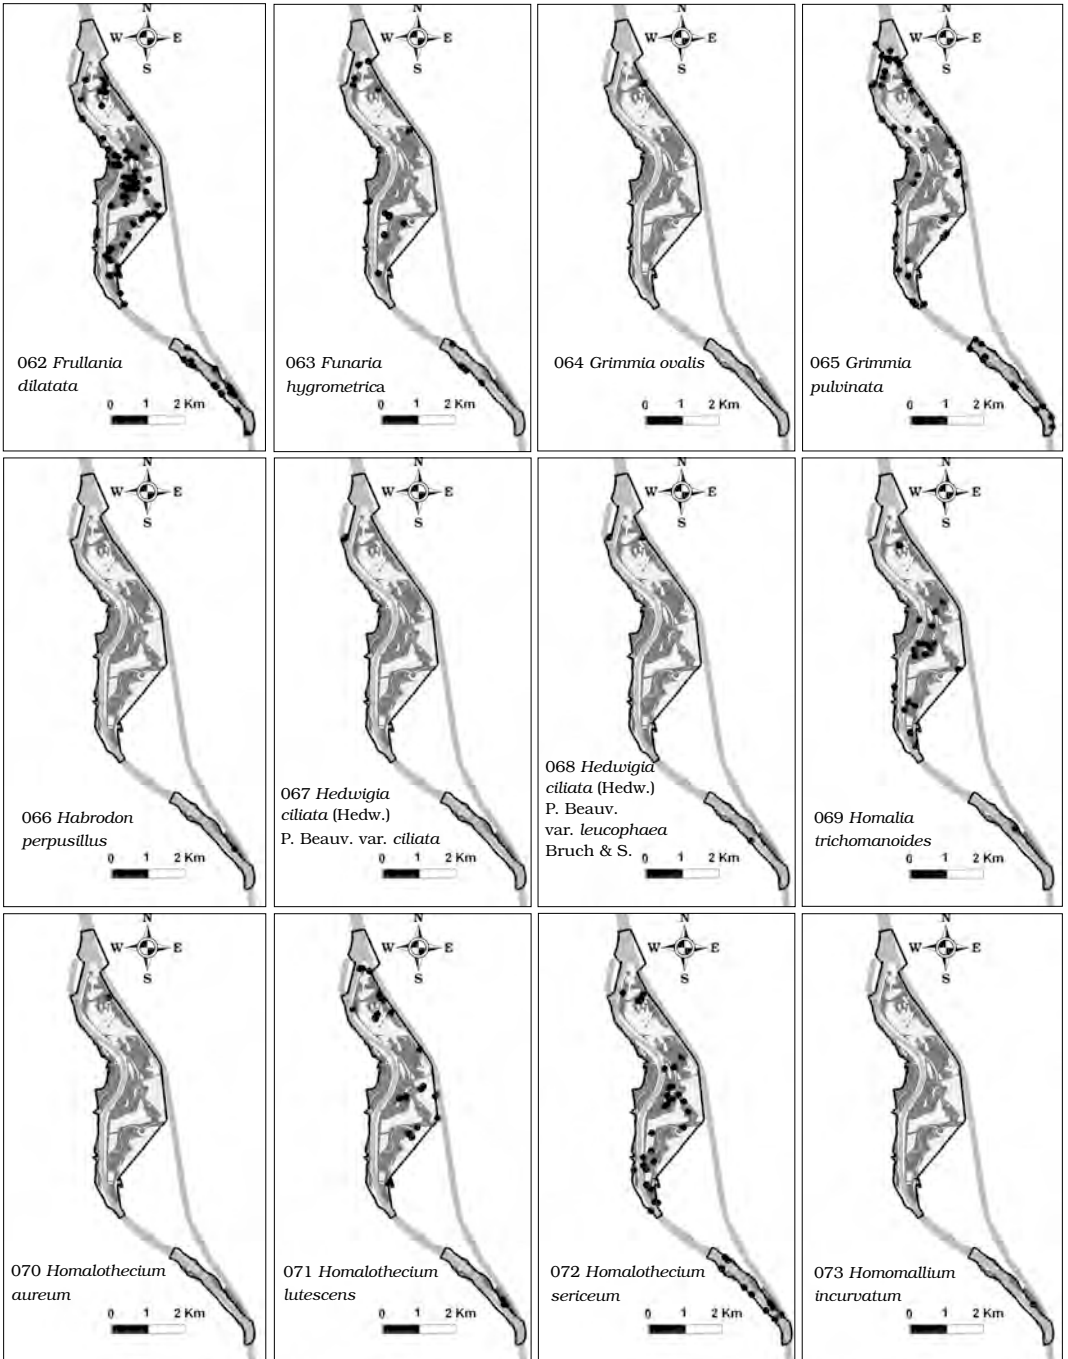 N
W E
S
062 Frullania
dilatata
0 1 2 Km
063 Funaria
hygrometrica
0 1 2 Km
N
W E
S
064 Grimmia ovalis
0 1 2 Km
N
W E
S
065 Grimmia
pulvinata
0 1 2 Km
N
W E
S
N
W E
S
066 Habrodon
perpusillus
0 1 2 Km
N
W E
S
067 Hedwigia
ciliata (Hedw.)
P. Beauv. var. ciliata
0 1 2 Km
N
W E
S
068 Hedwigia
ciliata (Hedw.)
P. Beauv.
var. leucophaea
Bruch & S.
0 1 2 Km
N
W E
S
069 Homalia
trichomanoides
0 1 2 Km
N
W E
S
070 Homalothecium
aureum
0 1 2 Km
N
W E
S
071 Homalothecium
lutescens
0 1 2 Km
N
W E
S
072 Homalothecium
sericeum
0 1 2 Km
N
W E
S
073 Homomallium
incurvatum
0 1 2 Km